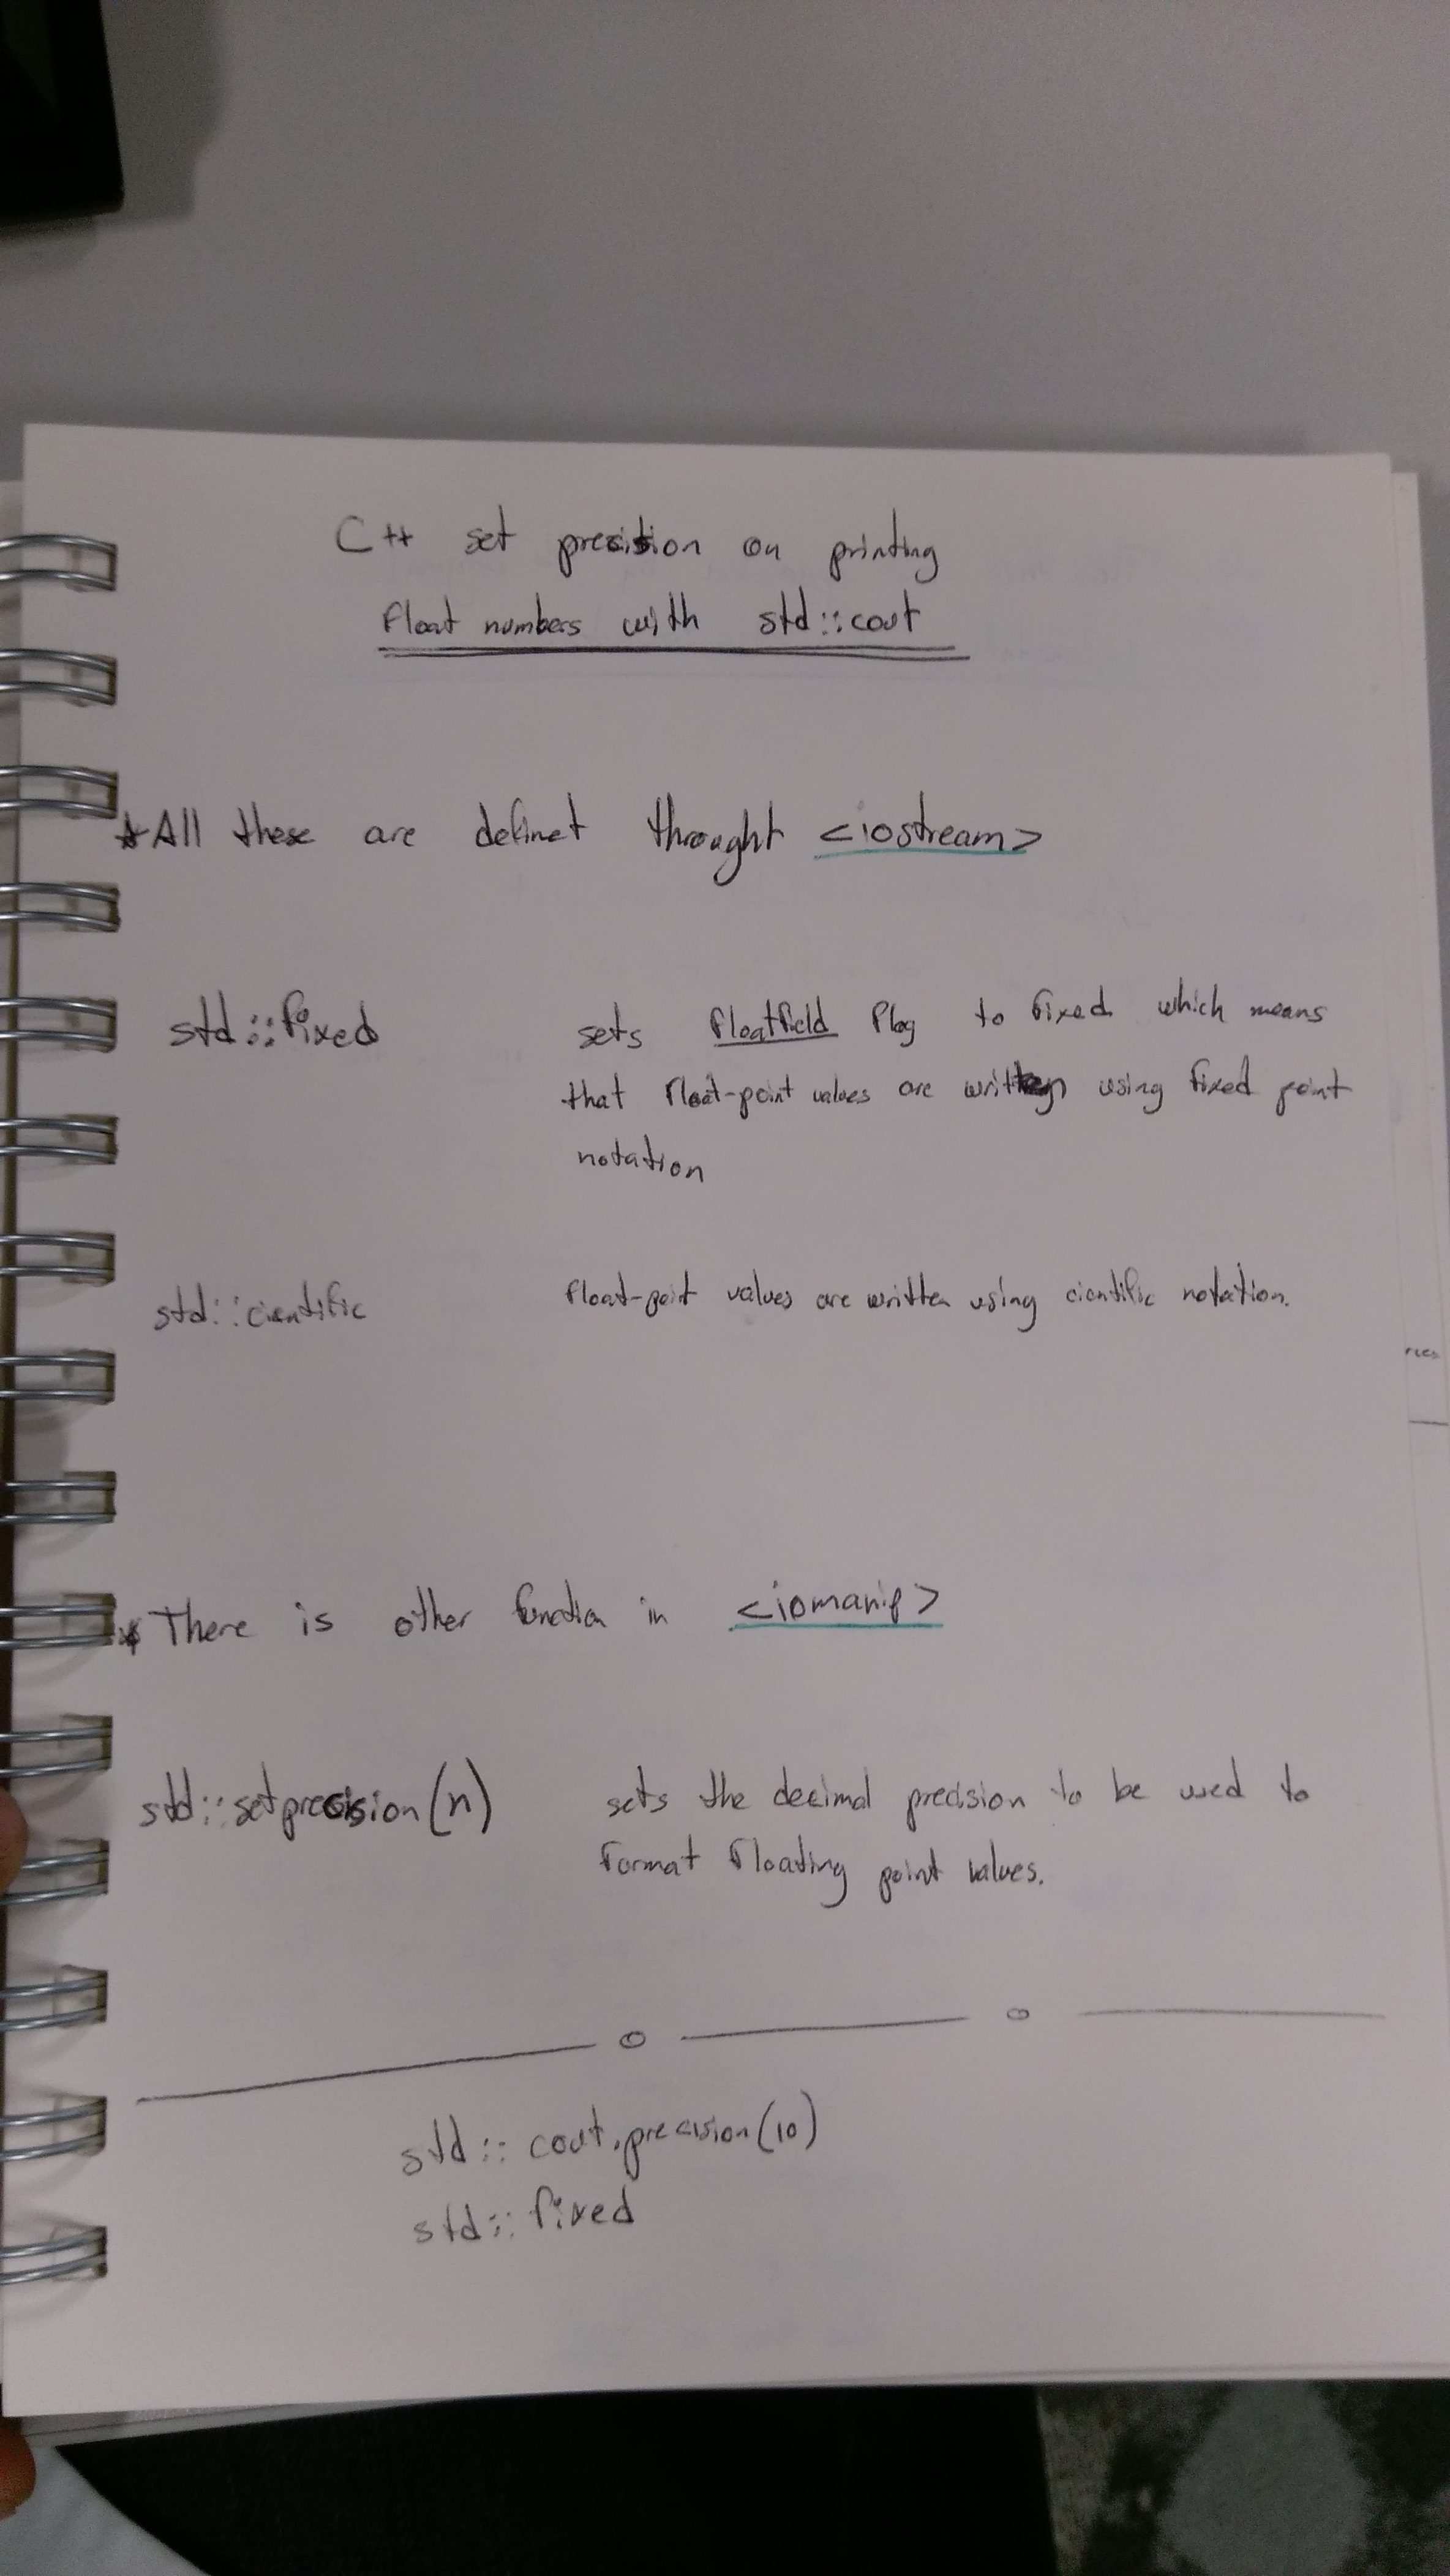 C++ set precision on printing
float numbers with std::cout
* All these are definet throught <iostream>
std::fixed sets floatfield flag to fixed which means
that float-point values are written using fixed point
notation
std::cientific float-point values are written using cientific notation.
* There is other function in <iomanip>
std::setprecision(n) sets the decimal precision to be used to
format floating point values.
std::cout.precision(10)
std::fixed